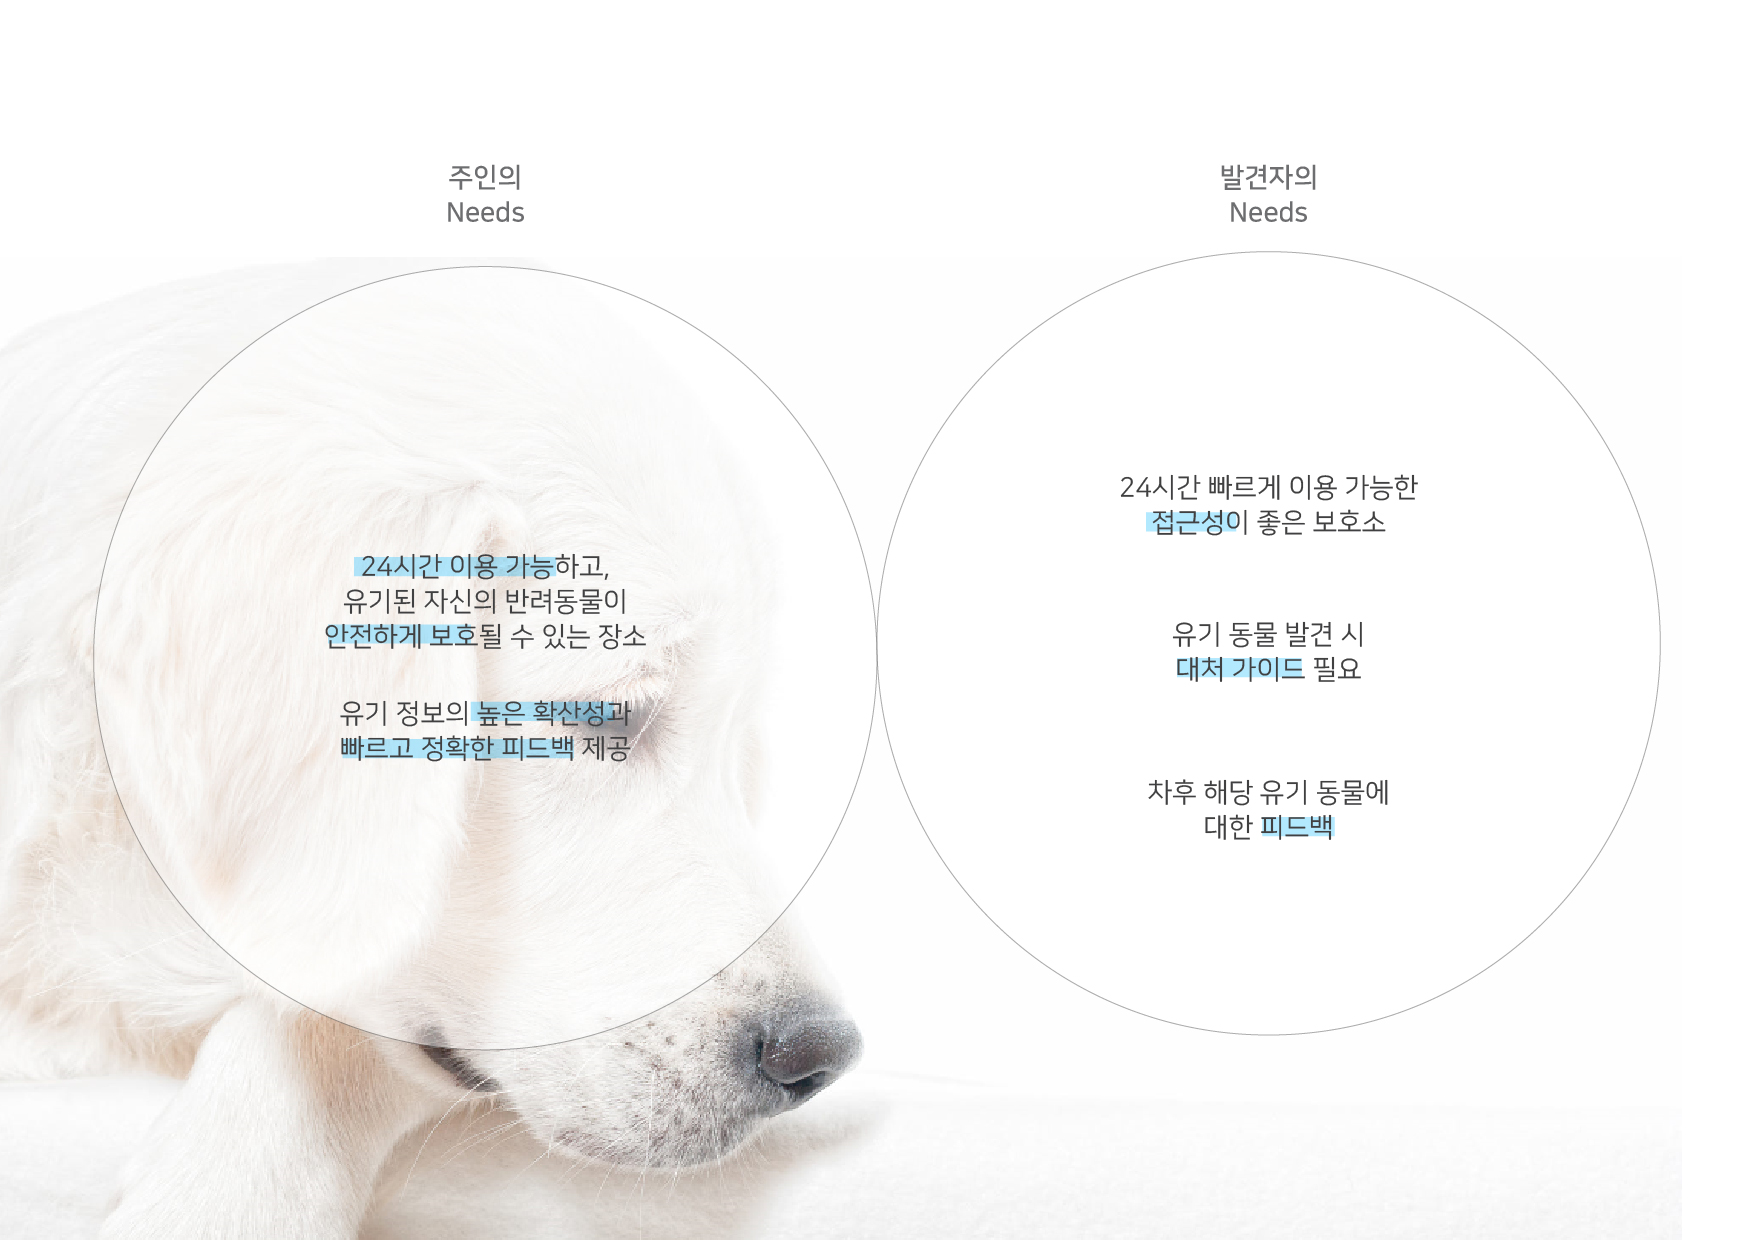 주인의
Needs
24시간 이용 가능하고,
유기된 자신의 반려동물이
안전하게 보호될 수 있는 장소
유기 정보의 높은 확산성과
빠르고 정확한 피드백 제공
발견자의
Needs
24시간 빠르게 이용 가능한
접근성이 좋은 보호소
유기 동물 발견 시
대처 가이드 필요
차후 해당 유기 동물에
대한 피드백